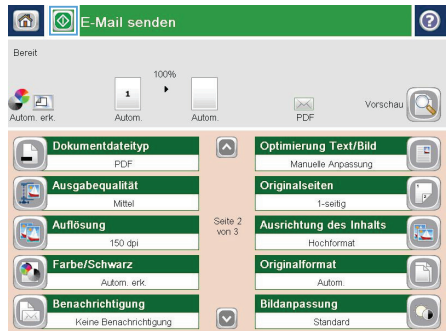 E-Mail senden
Bereit
100%
1
Autom. erk.
Autom.
Autom.
PDF
Vorschau
Dokumentdateityp
PDF
Optimierung Text/Bild
Manuelle Anpassung
Ausgabequalität
Mittel
Originalseiten
1-seitig
Auflösung
150 dpi
Seite 2
von 3
Ausrichtung des Inhalts
Hochformat
Farbe/Schwarz
Autom. erk.
Originalformat
Autom.
Benachrichtigung
Keine Benachrichtigung
Bildanpassung
Standard